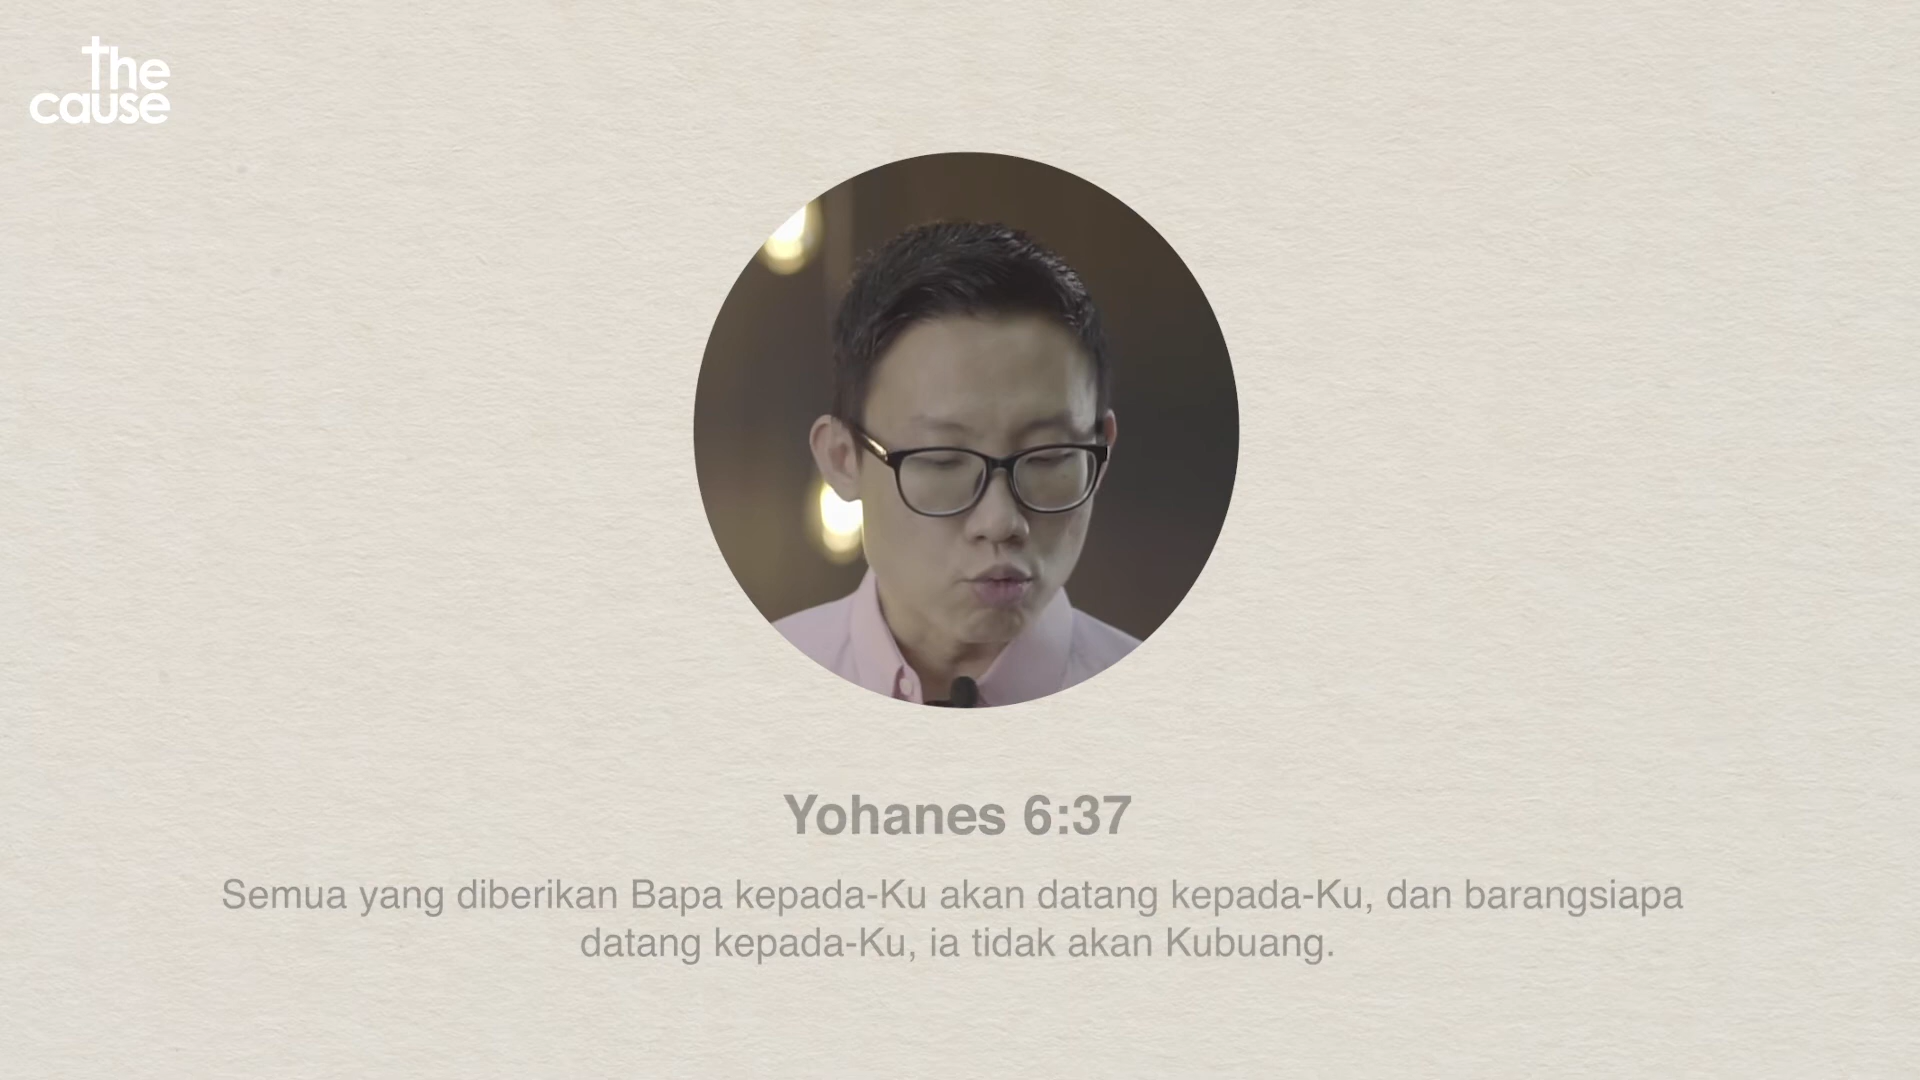 the
cause
Yohanes 6:37
Semua yang diberikan Bapa kepada-Ku akan datang kepada-Ku, dan barangsiapa
datang kepada-Ku, ia tidak akan Kubuang.